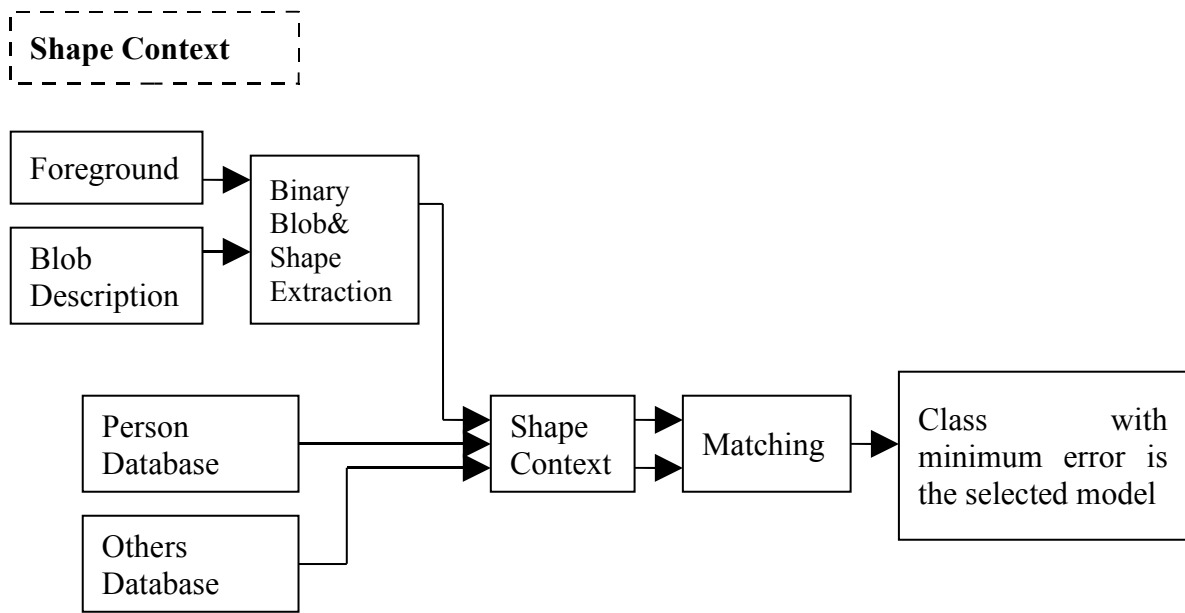 Shape Context
Foreground
Blob
Description
Binary
Blob&
Shape
Extraction
Person
Database
Others
Database
Shape
Context
Matching
Class with
minimum error is
the selected model